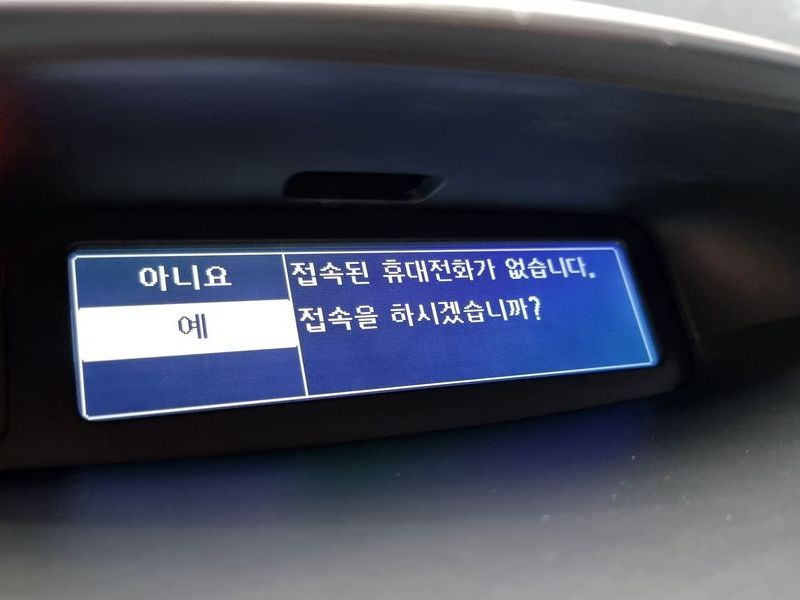 아니요
예
접속된 휴대전화가 없습니다.
접속을 하시겠습니까?